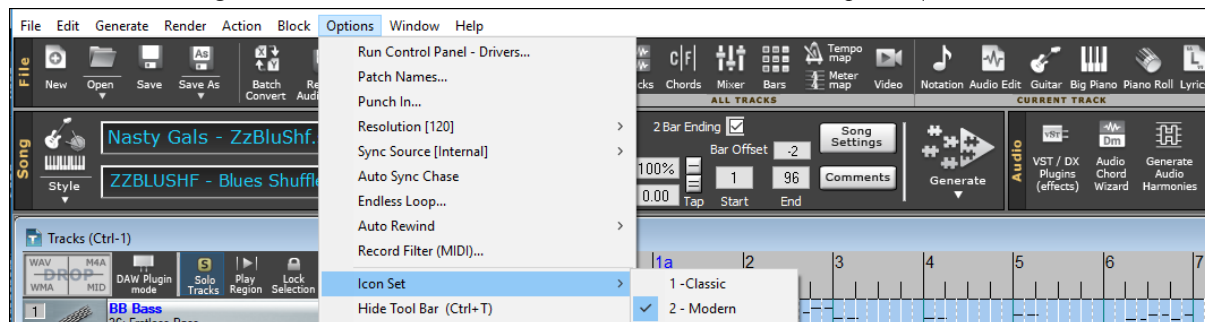 File Edit Generate Render Action Block Options Window Help
File
New
Open
Save
As
Save As
Batch
Convert
Run Control Panel - Drivers...
Patch Names...
Punch In...
Resolution [120]
Sync Source [Internal]
Auto Sync Chase
Endless Loop...
Auto Rewind
Record Filter (MIDI)...
Icon Set
Hide Tool Bar (Ctrl+T)
1 -Classic
2 - Modern
C|F|
Chords
Mixer
Bars
Tempo
map
Meter
map
Video
ALL TRACKS
Notation Audio Edit Guitar Big Piano Piano Roll
CURRENT TRACK
Song
Style
Nasty Gals - ZzBluShf.
ZZBLUSHF - Blues Shuffle
2 Bar Ending
Bar Offset -2
100%
0.00 Tap
1
Start
96
End
Song
Settings
Comments
Generate
Audio
VST
VST / DX
Plugins
(effects)
Dm
Audio
Chord
Wizard
Generate
Audio
Harmonies
Tracks (Ctrl-1)
WAV M4A
DROP
WMA MID
DAW Plugin
mode
S
Solo
Tracks
Play
Region
Lock
Selection
1a 2 3 4 5 6 7
1
BB Bass